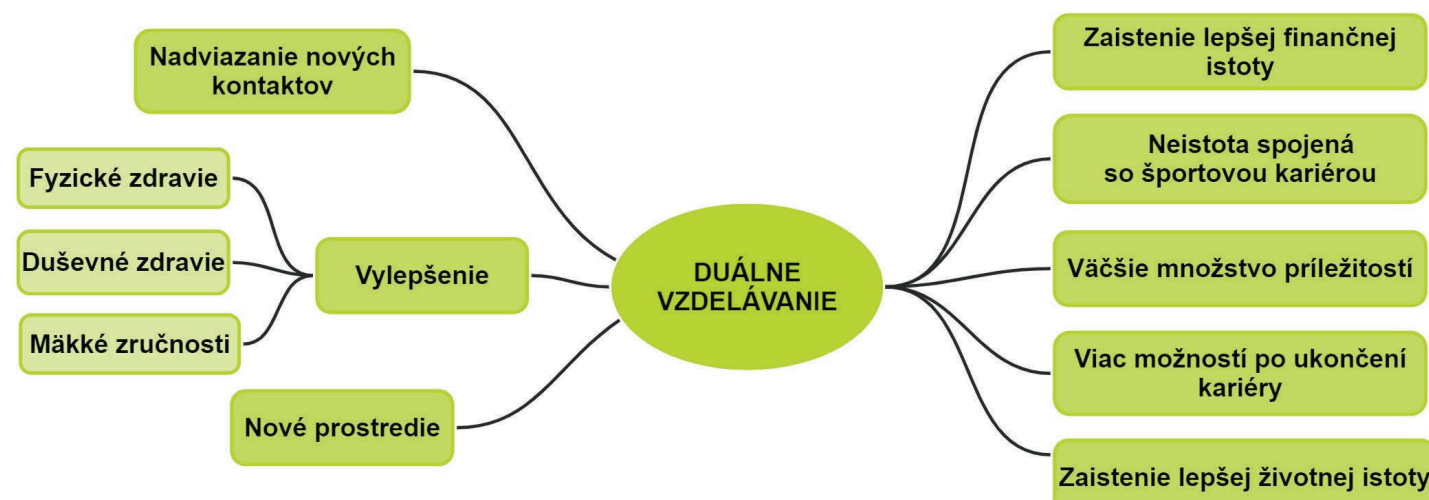 Nadviazanie nových
kontaktov
Fyzické zdravie
Duševné zdravie
Mäkké zručnosti
Vylepšenie
Nové prostredie
DUÁLNE
VZDELÁVANIE
Zaistenie lepšej finančnej
istoty
Neistota spojená
so športovou kariérou
Väčšie množstvo príležitostí
Viac možností po ukončení
kariéry
Zaistenie lepšej životnej istoty